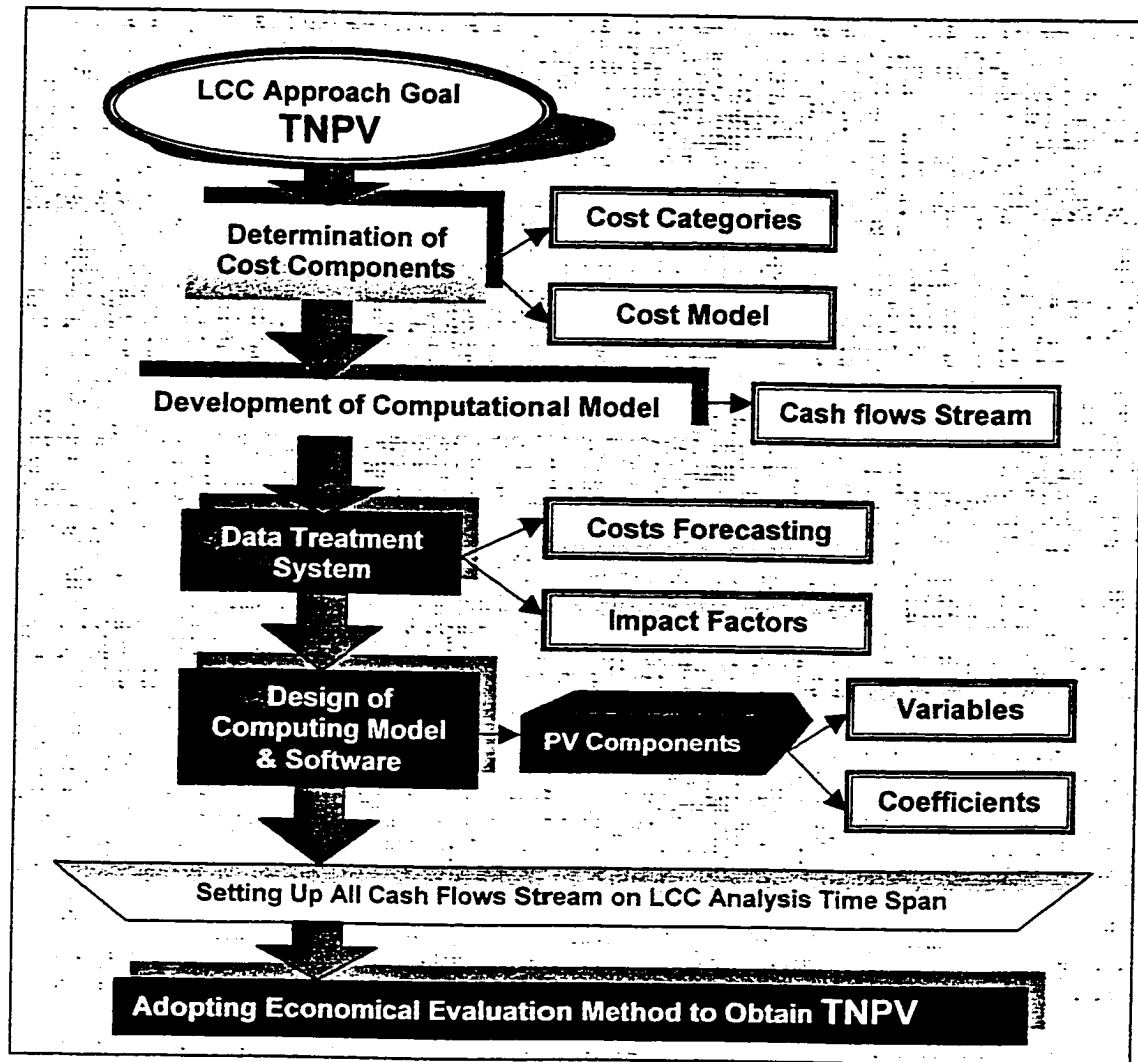 LCC Approach Goal
TNPV
Determination of
Cost Components
Cost Categories
Cost Model
Development of Computational Model
Cash flows Stream
Data Treatment
System
Costs Forecasting
Impact Factors
Design of
Computing Model
& Software
PV Components
Variables
Coefficients
Setting Up All Cash Flows Stream on LCC Analysis Time Span
Adopting Economical Evaluation Method to Obtain TNPV